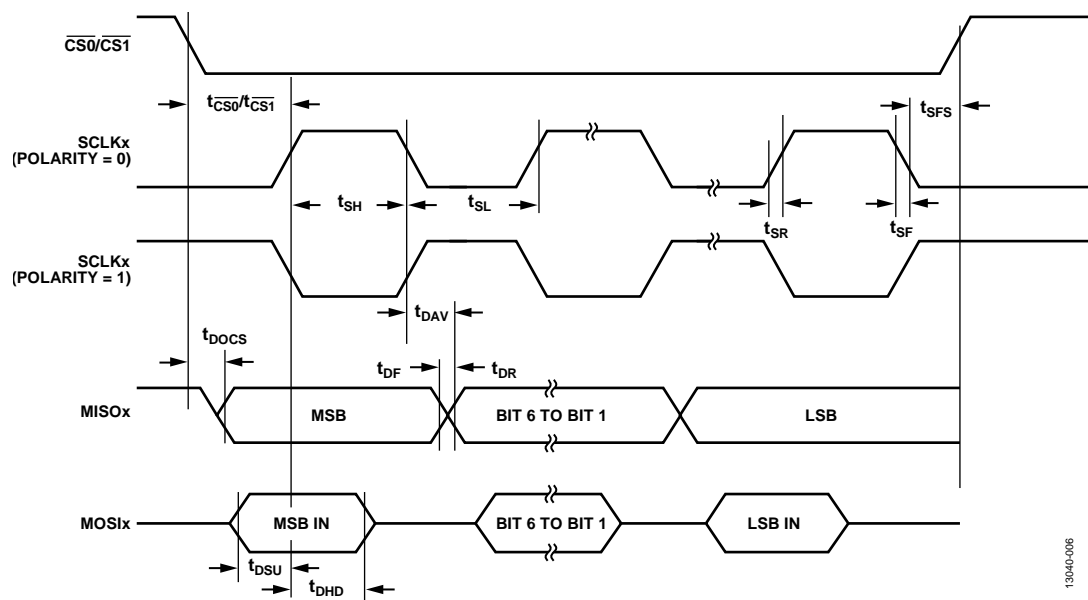 CS0/CS1
tCS0/tCS1
tSFS
SCLKx
(POLARITY = 0)
tSH
tSL
tSR
tSF
SCLKx
(POLARITY = 1)
tDAV
tDOCS
tDF
tDR
MISOx
MSB
BIT 6 TO BIT 1
LSB
MOSIx
MSB IN
BIT 6 TO BIT 1
LSB IN
tDSU
tDHD
13040-006